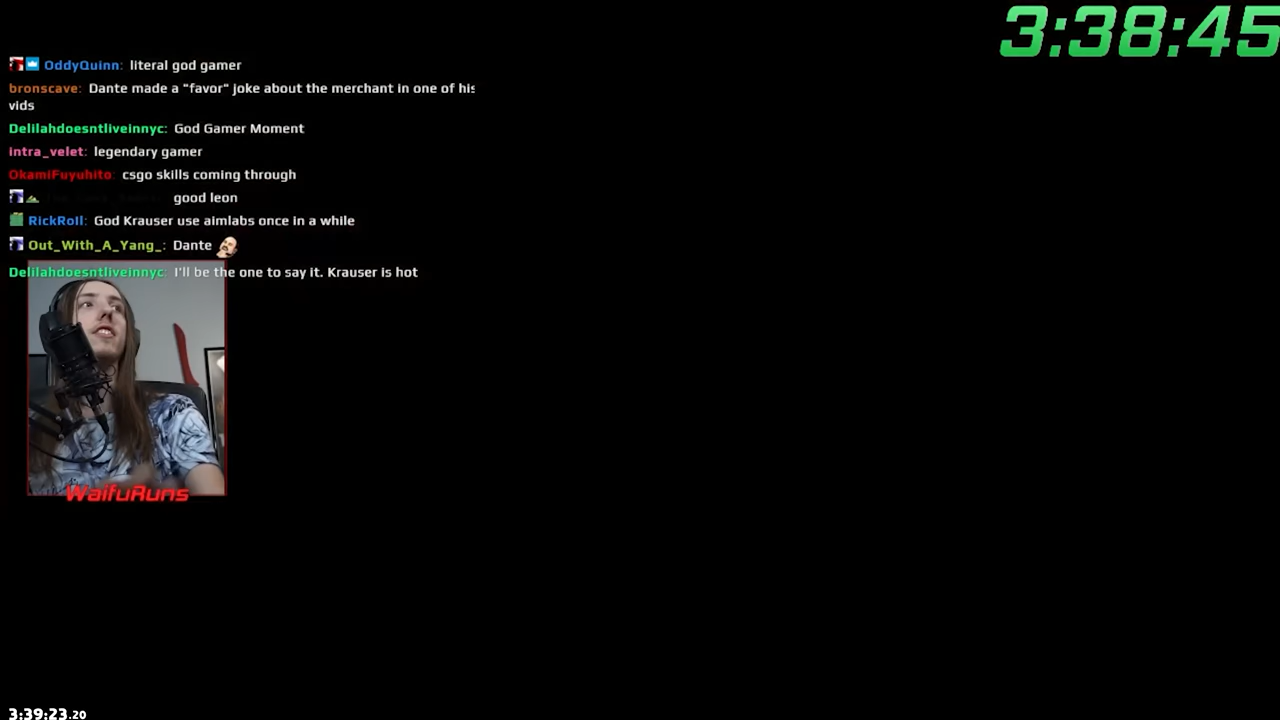 3:38:45
OddyQuinn: literal god gamer
bronscave: Dante made a "favor" joke about the merchant in one of his
vids
Delilahdoesntliveinnyc: God Gamer Moment
intra_velet: legendary gamer
OkamiFuyuhito: csgo skills coming through
good leon
RickRoll: God Krauser use aimlabs once in a while
Out_With_A_Yang_: Dante
Delilahdoesntliveinnyc: I'll be the one to say it. Krauser is hot
WaifuRuns
3:39:23.20